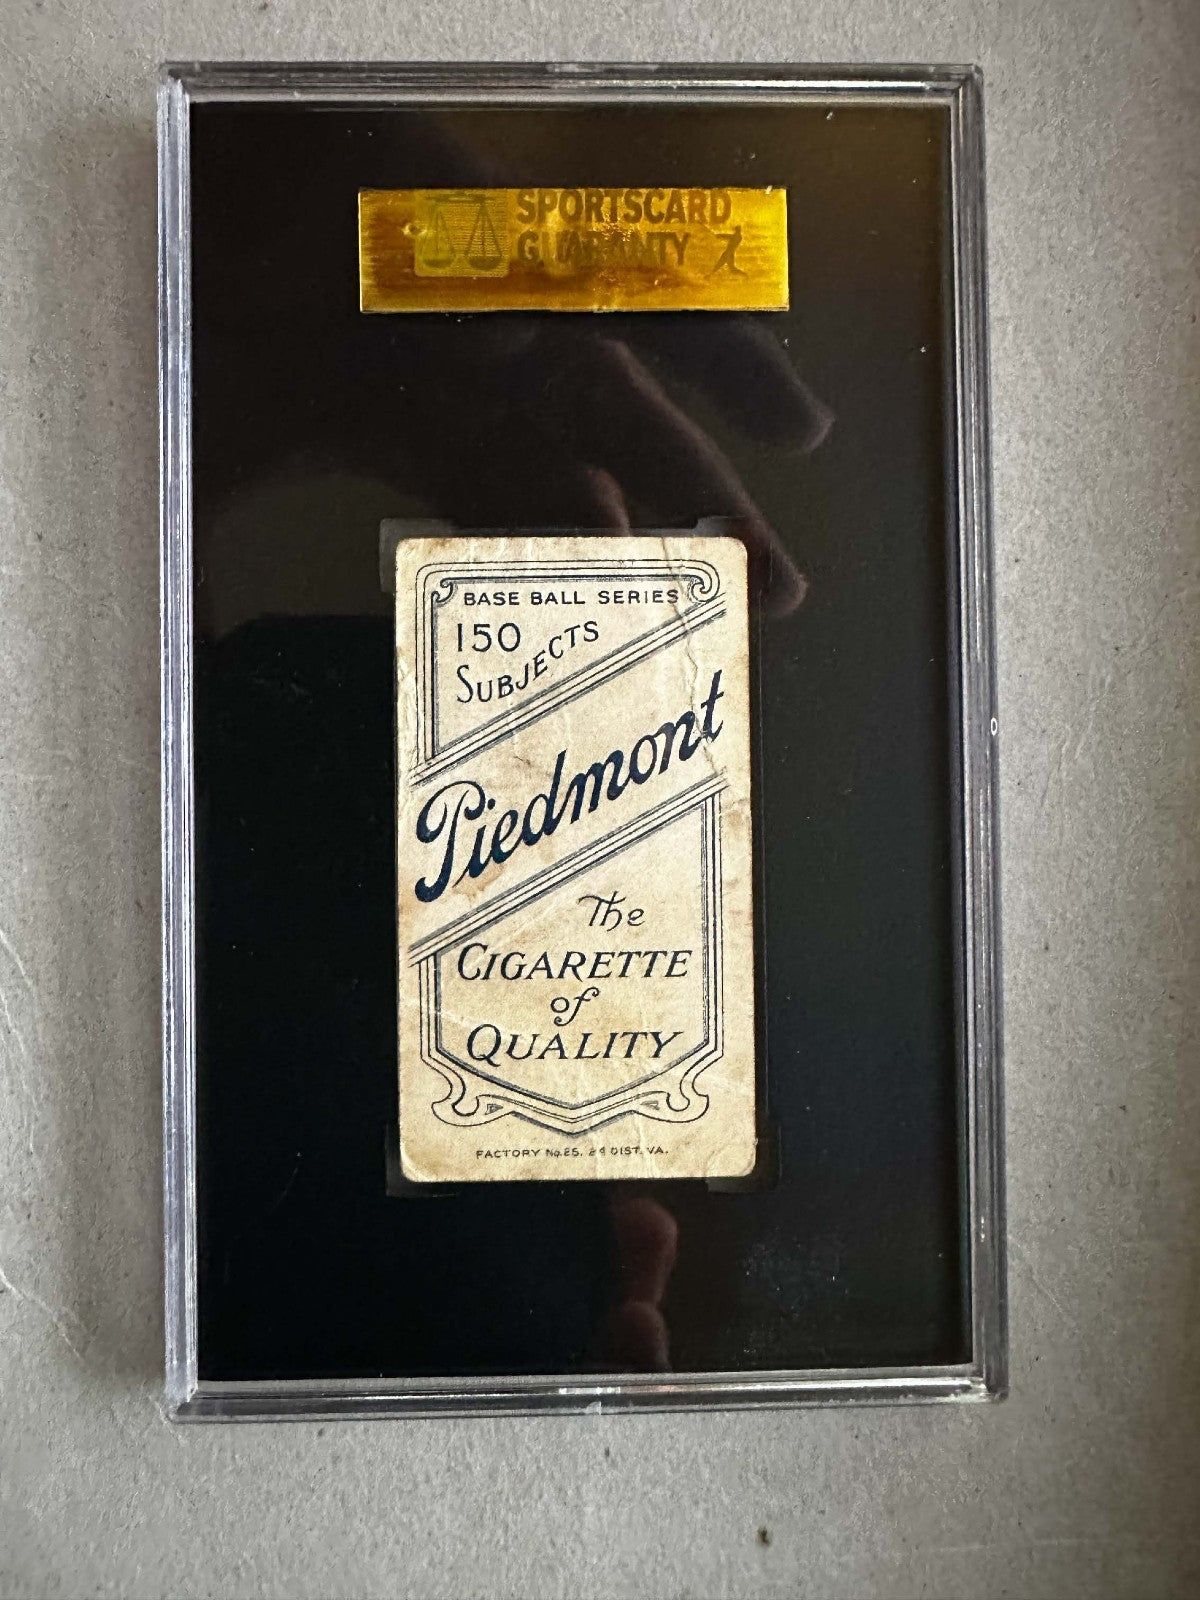 SPORTSCARD
GUARANTY
BASE BALL SERIES
150
SUBJECTS
Piedmont
The
CIGARETTE
of
QUALITY
FACTORY No. 25, 2d DIST. VA.